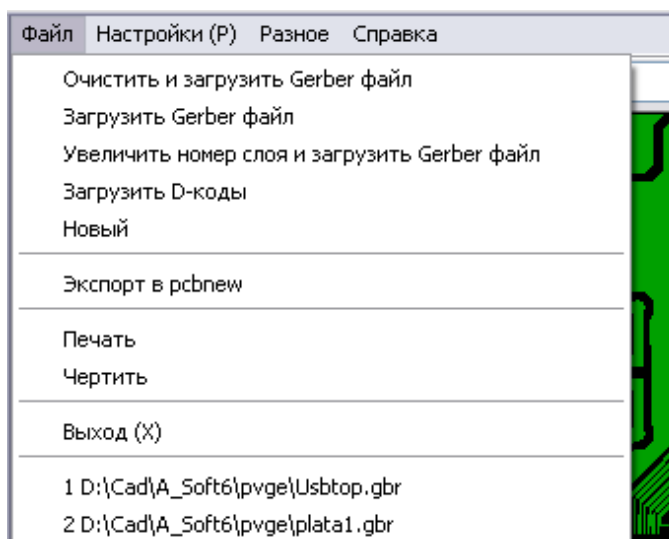 Файл Настройки (P) Разное Справка
Очистить и загрузить Gerber файл
Загрузить Gerber файл
Увеличить номер слоя и загрузить Gerber файл
Загрузить D-коды
Новый
Экспорт в pcbnew
Печать
Чертить
Выход (X)
1 D:\Cad\A_Soft6\pvge\Usbtop.gbr
2 D:\Cad\A_Soft6\pvge\plata1.gbr